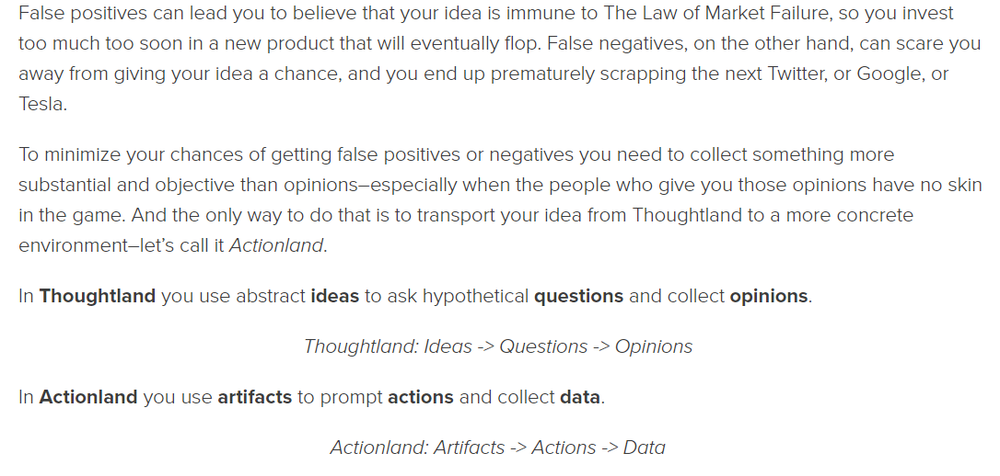 False positives can lead you to believe that your idea is immune to The Law of Market Failure, so you invest
too much too soon in a new product that will eventually flop. False negatives, on the other hand, can scare you
away from giving your idea a chance, and you end up prematurely scrapping the next Twitter, or Google, or
Tesla.
To minimize your chances of getting false positives or negatives you need to collect something more
substantial and objective than opinions–especially when the people who give you those opinions have no skin
in the game. And the only way to do that is to transport your idea from Thoughtland to a more concrete
environment–let’s call it Actionland.
In Thoughtland you use abstract ideas to ask hypothetical questions and collect opinions.
Thoughtland: Ideas -> Questions -> Opinions
In Actionland you use artifacts to prompt actions and collect data.
Actionland: Artifacts -> Actions -> Data